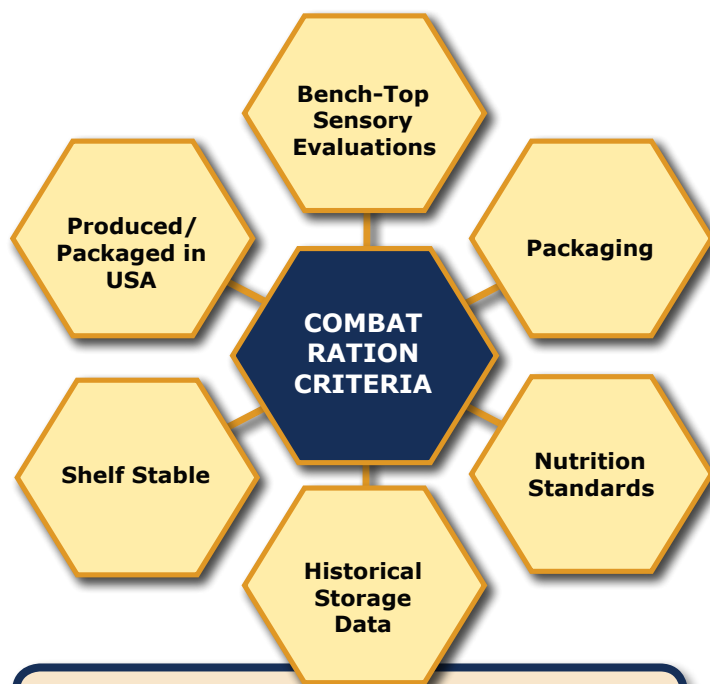 Bench-Top
Sensory
Evaluations
Produced/
Packaged in
USA
Packaging
COMBAT
RATION
CRITERIA
Shelf Stable
Nutrition
Standards
Historical
Storage
Data